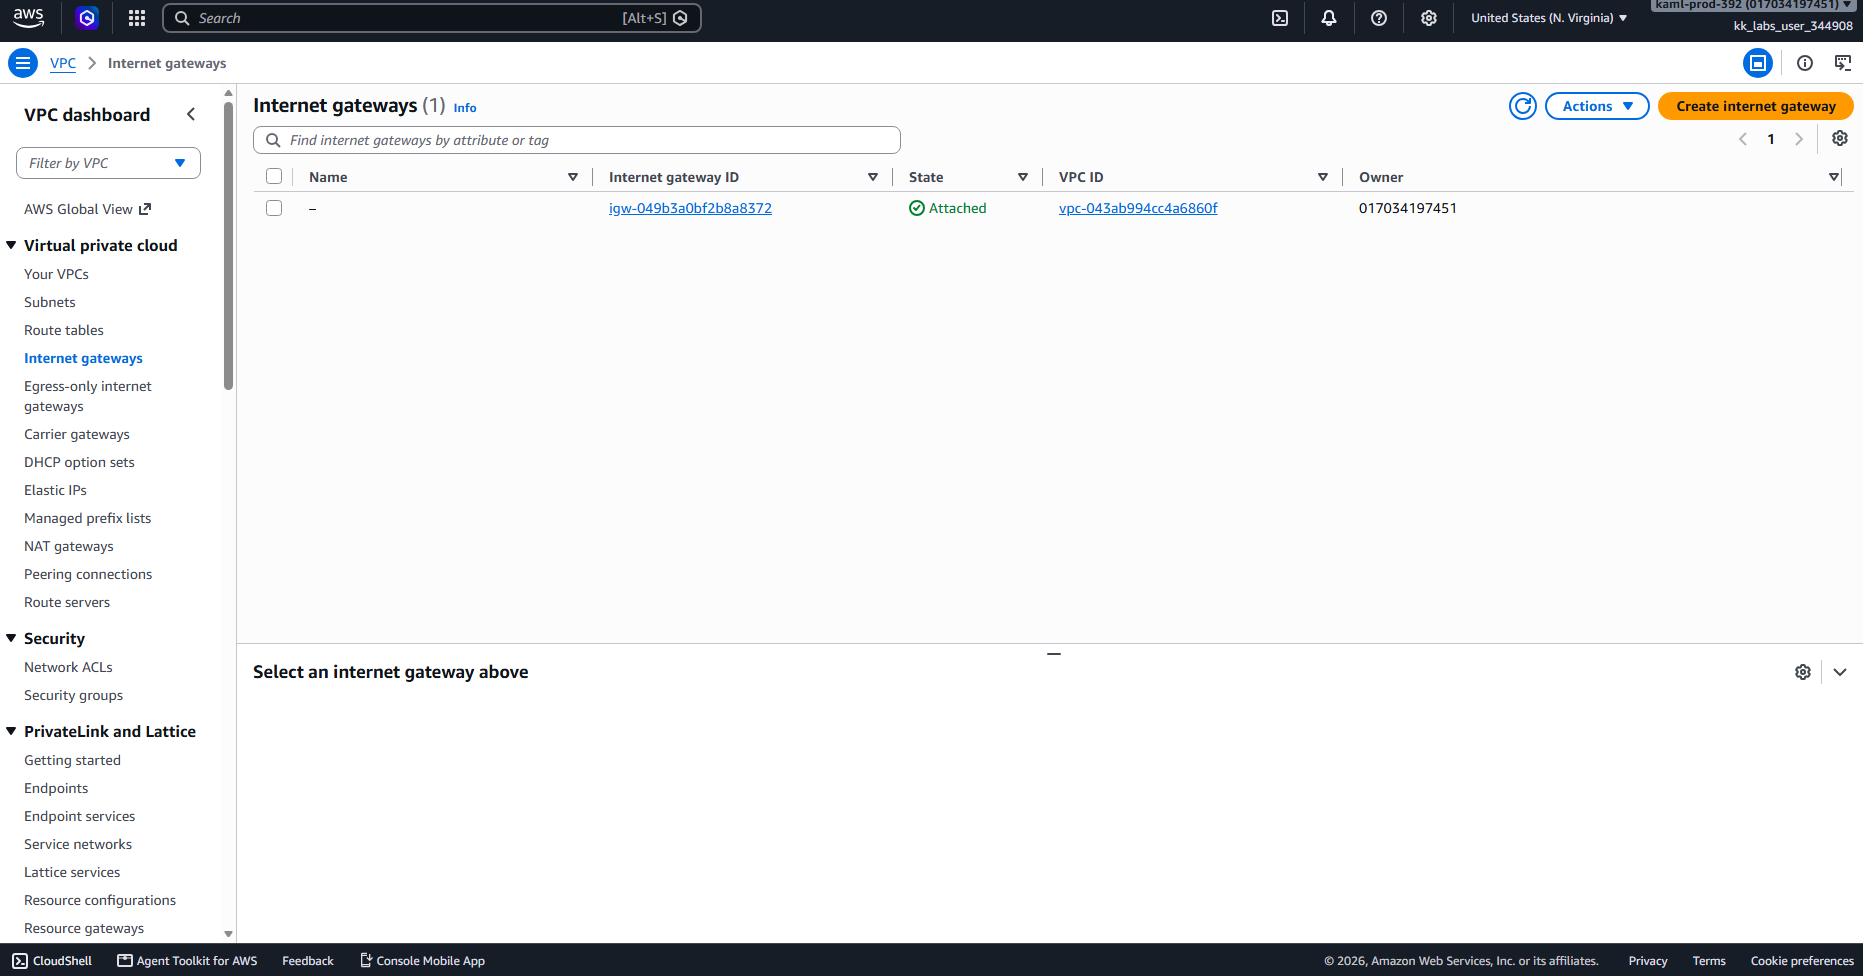 aws
Search
[Alt+S]
United States (N. Virginia)
kaml-prod-392 (017034197451)
kk_labs_user_344908
VPC
Internet gateways
VPC dashboard
Filter by VPC
AWS Global View
Virtual private cloud
Your VPCs
Subnets
Route tables
Internet gateways
Egress-only internet
gateways
Carrier gateways
DHCP option sets
Elastic IPs
Managed prefix lists
NAT gateways
Peering connections
Route servers
Security
Network ACLs
Security groups
PrivateLink and Lattice
Getting started
Endpoints
Endpoint services
Service networks
Lattice services
Resource configurations
Resource gateways
Internet gateways (1) Info
Actions
Create internet gateway
Find internet gateways by attribute or tag
1
Name Internet gateway ID State VPC ID Owner
– igw-049b3a0bf2b8a8372 Attached vpc-043ab994cc4a6860f 017034197451
Select an internet gateway above
CloudShell Agent Toolkit for AWS Feedback Console Mobile App
© 2026, Amazon Web Services, Inc. or its affiliates. Privacy Terms Cookie preferences